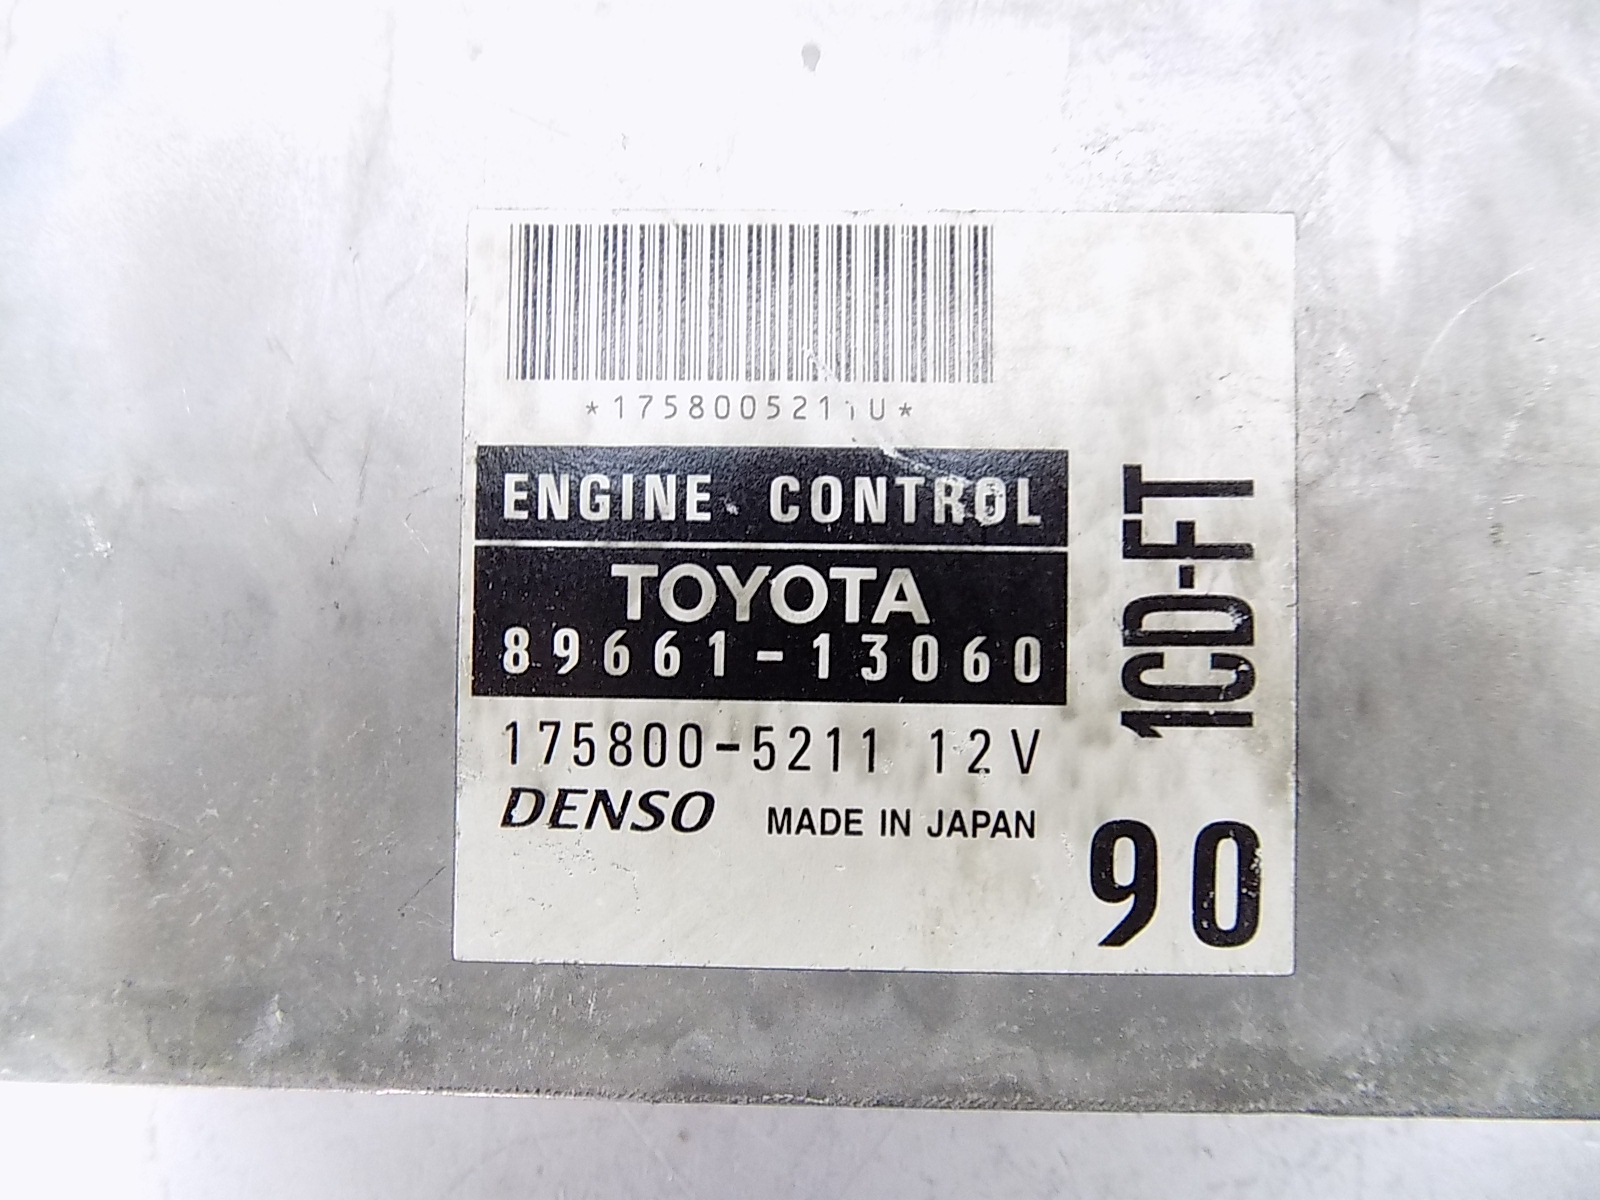 *1758005211U*
ENGINE CONTROL
TOYOTA
89661-13060
175800-5211 12V
DENSO MADE IN JAPAN
1CD-FT
90